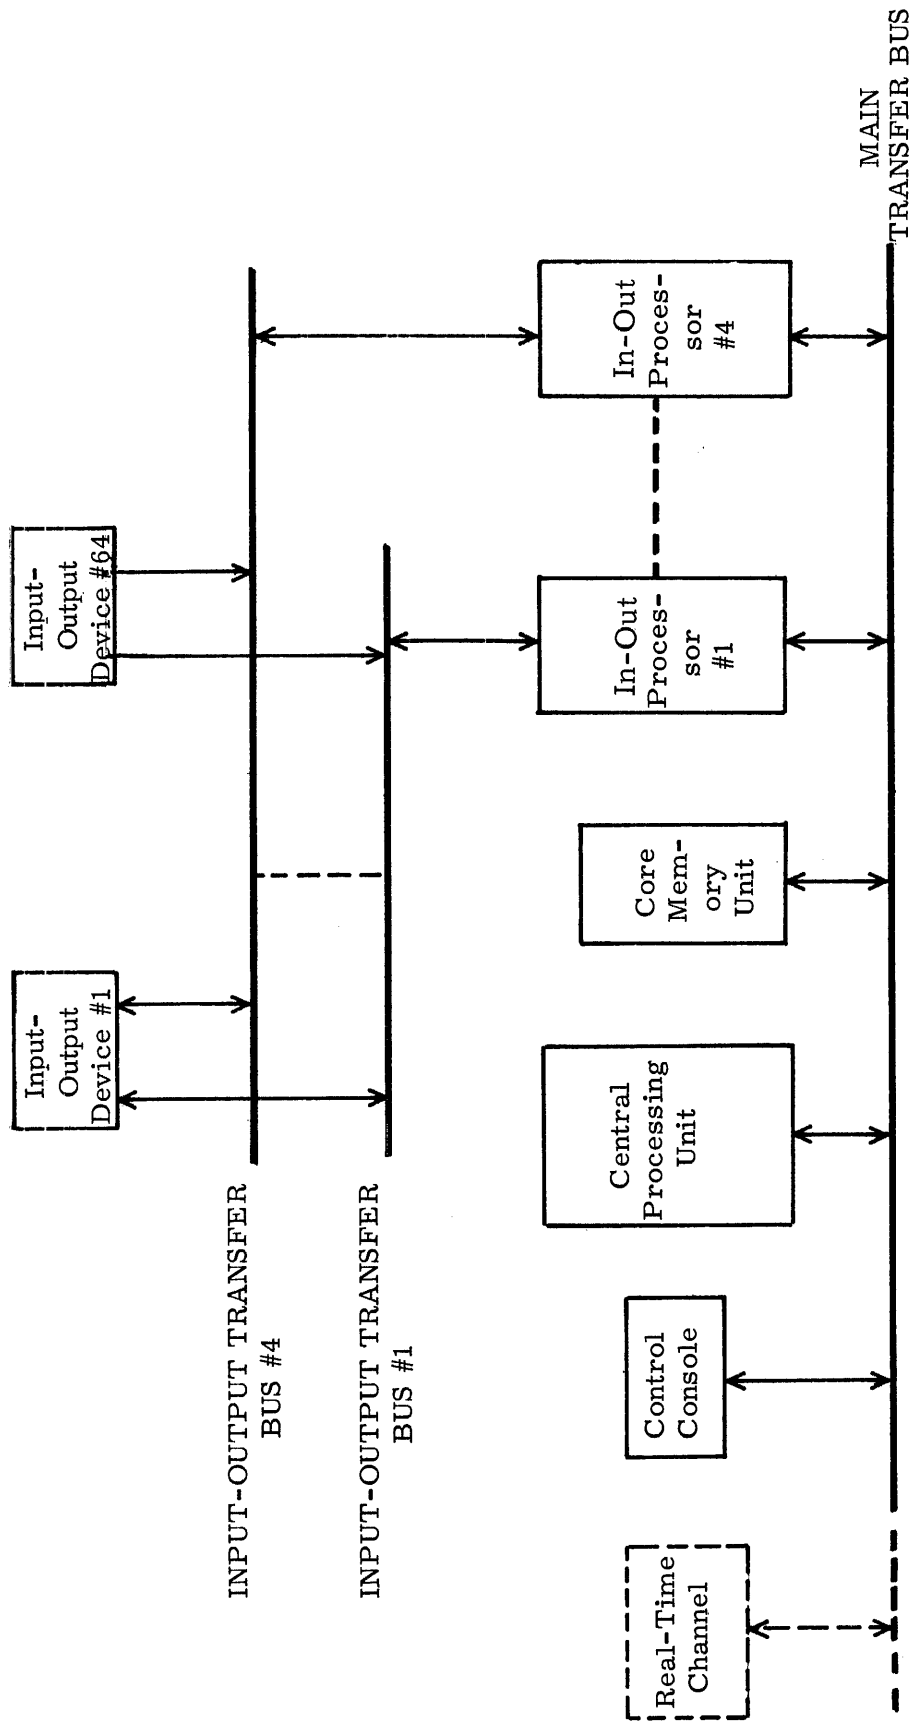 Input-
Output
Device #1
Input-
Output
Device #64
INPUT-OUTPUT TRANSFER
BUS #4
INPUT-OUTPUT TRANSFER
BUS #1
Real-Time
Channel
Control
Console
Central
Processing
Unit
Core
Mem-
ory
Unit
In-Out
Proces-
sor
#1
In-Out
Proces-
sor
#4
MAIN
TRANSFER BUS